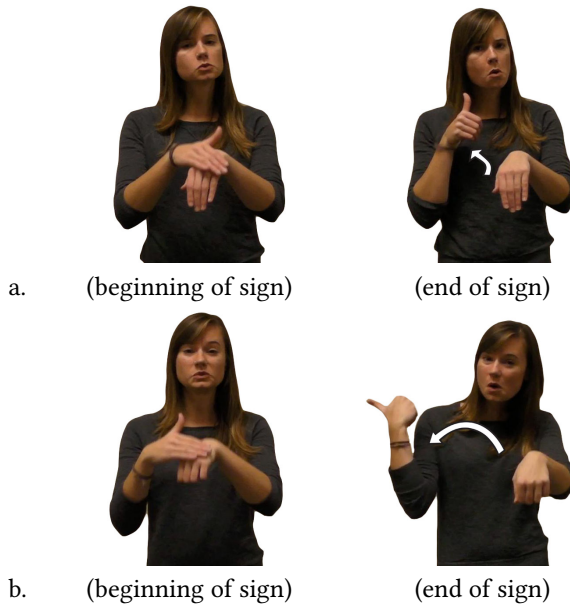 a. (beginning of sign) (end of sign)
b. (beginning of sign) (end of sign)